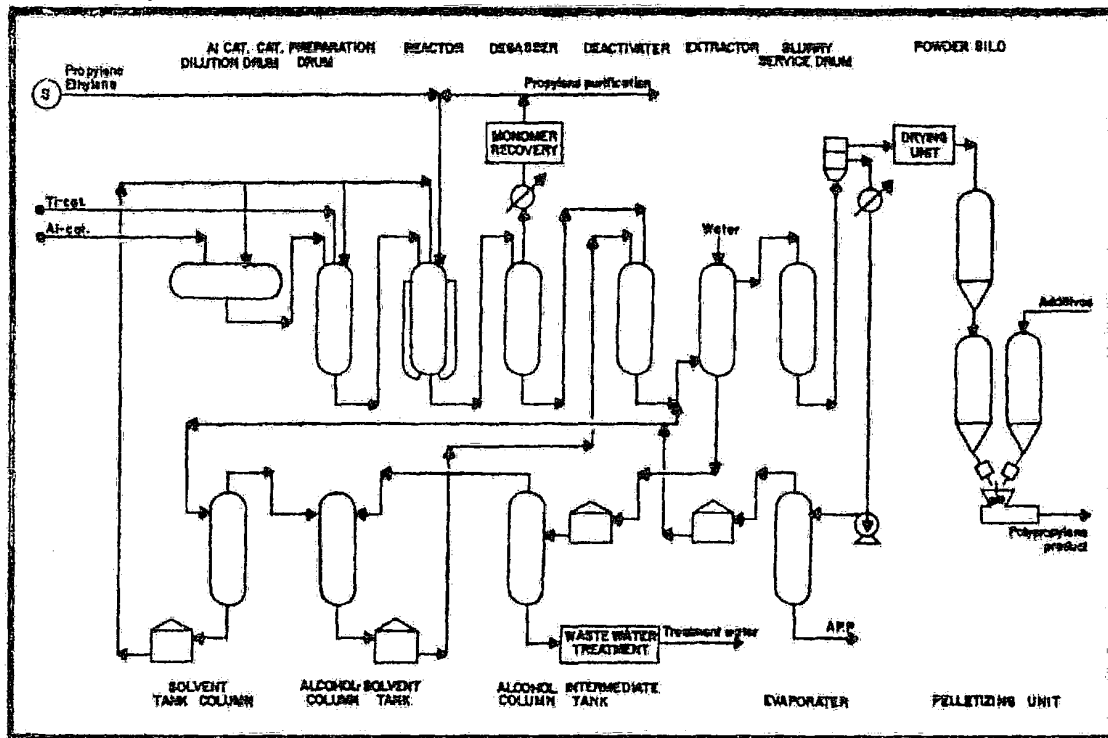 Al CAT. CAT. PREPARATION REACTOR DEGASSER DEACTIVATER EXTRACTOR SLURRY POWDER SILO
DILUTION DRUM DRUM SERVICE DRUM
Propylene
Ethylene
Propylene purification
MONOMER
RECOVERY
DRYING
UNIT
Ti-cat.
Al-cat.
Water
Additives
Polypropylene
product
APP
WASTE WATER
TREATMENT
Treatment water
SOLVENT
TANK COLUMN
ALCOHOL SOLVENT
COLUMN TANK
ALCOHOL INTERMEDIATE
COLUMN TANK
EVAPORATER
PELLETIZING UNIT